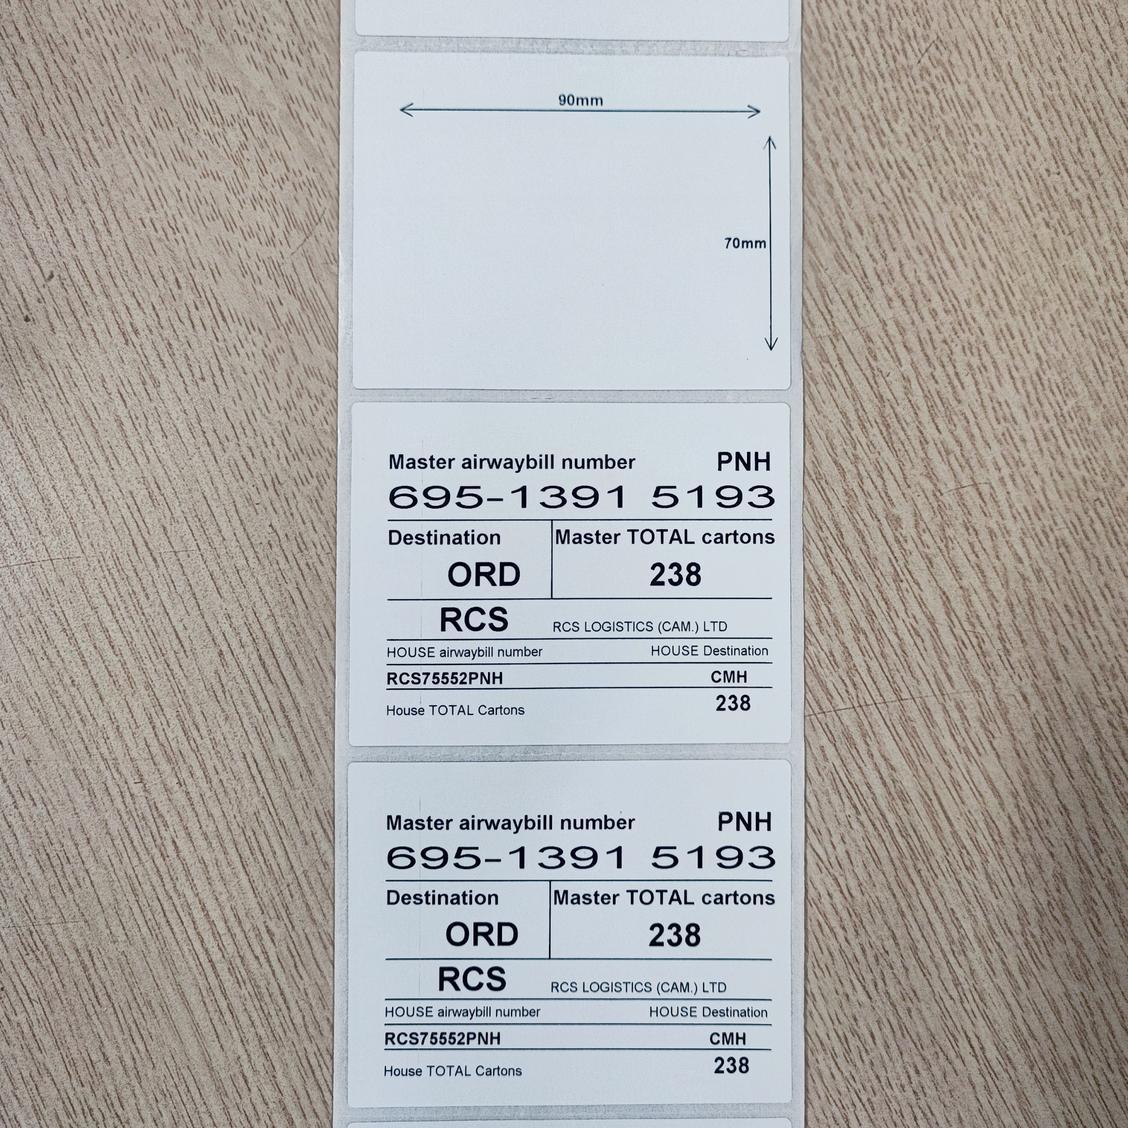 90mm
70mm
Master airwaybill number PNH
695-1391 5193
Destination Master TOTAL cartons
ORD 238
RCS RCS LOGISTICS (CAM.) LTD
HOUSE airwaybill number HOUSE Destination
RCS75552PNH CMH
House TOTAL Cartons 238
Master airwaybill number PNH
695-1391 5193
Destination Master TOTAL cartons
ORD 238
RCS RCS LOGISTICS (CAM.) LTD
HOUSE airwaybill number HOUSE Destination
RCS75552PNH CMH
House TOTAL Cartons 238